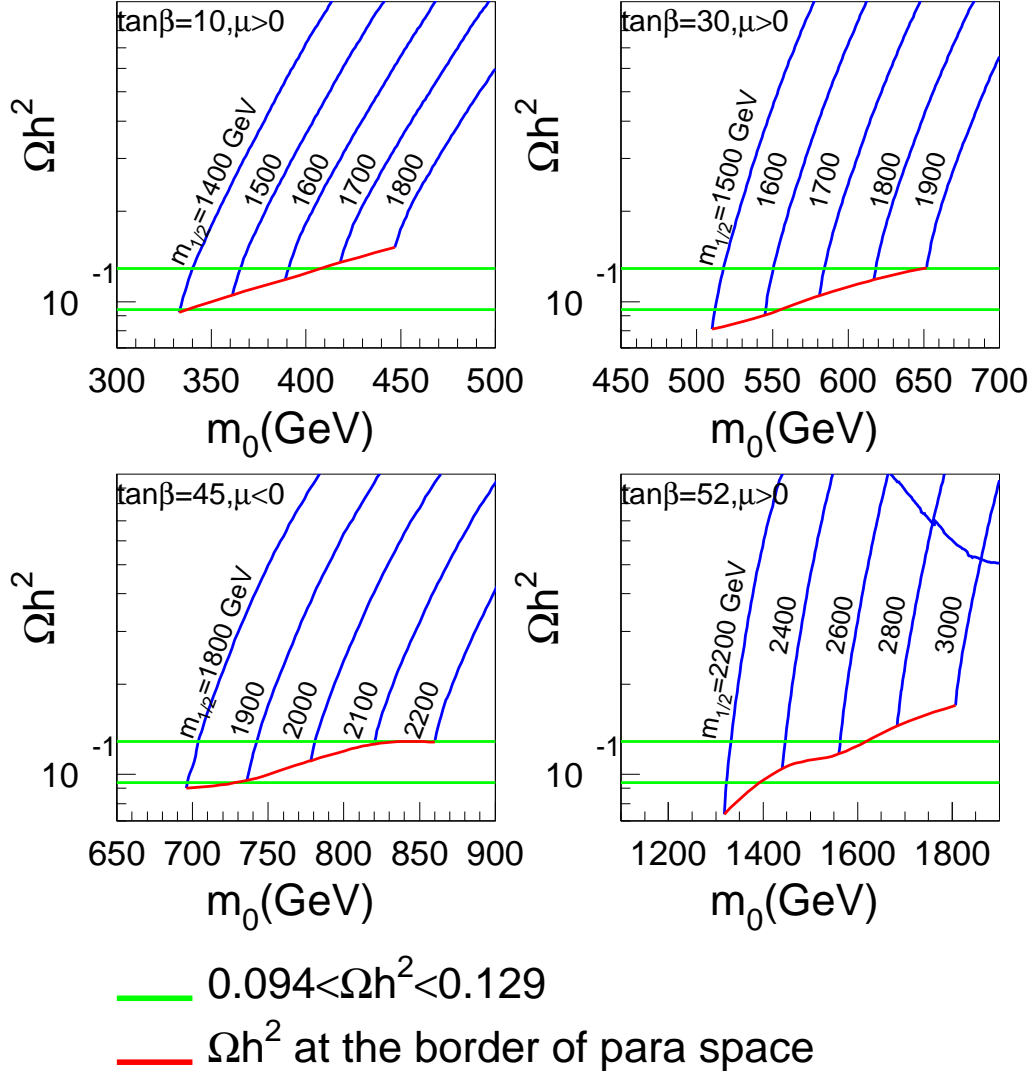 tanβ=10,μ>0
Ωh²
m₁/₂=1400 GeV
1500
1600
1700
1800
10⁻¹
300 350 400 450 500
m₀(GeV)
tanβ=30,μ>0
Ωh²
m₁/₂=1500 GeV
1600
1700
1800
1900
10⁻¹
450 500 550 600 650 700
m₀(GeV)
tanβ=45,μ<0
Ωh²
m₁/₂=1800 GeV
1900
2000
2100
2200
10⁻¹
650 700 750 800 850 900
m₀(GeV)
tanβ=52,μ>0
Ωh²
m₁/₂=2200 GeV
2400
2600
2800
3000
10⁻¹
1200 1400 1600 1800
m₀(GeV)
0.094<Ωh²<0.129
Ωh² at the border of para space